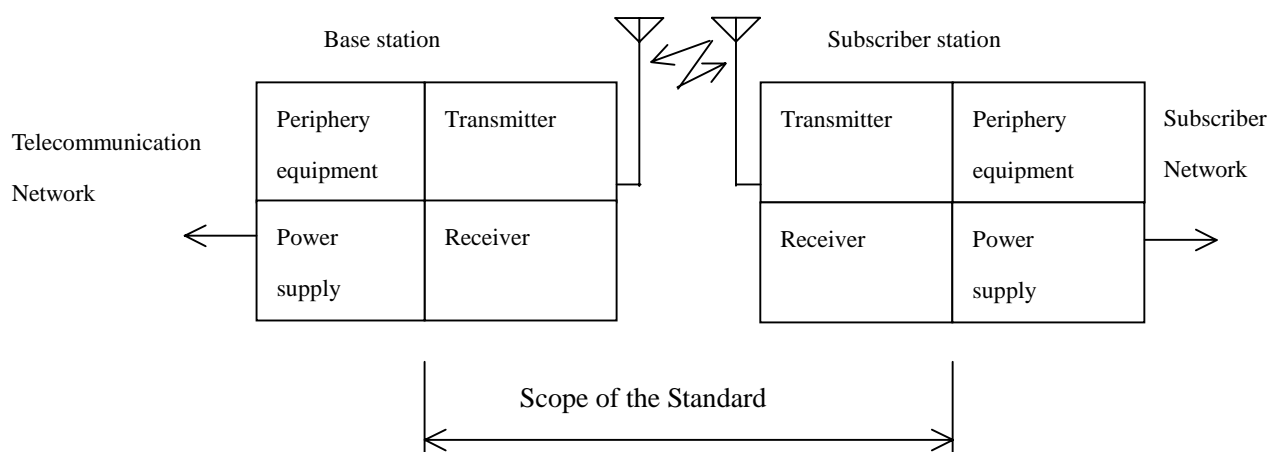 Base station
Subscriber station
Telecommunication
Network
Periphery
equipment
Transmitter
Power
supply
Receiver
Transmitter
Periphery
equipment
Receiver
Power
supply
Subscriber
Network
Scope of the Standard